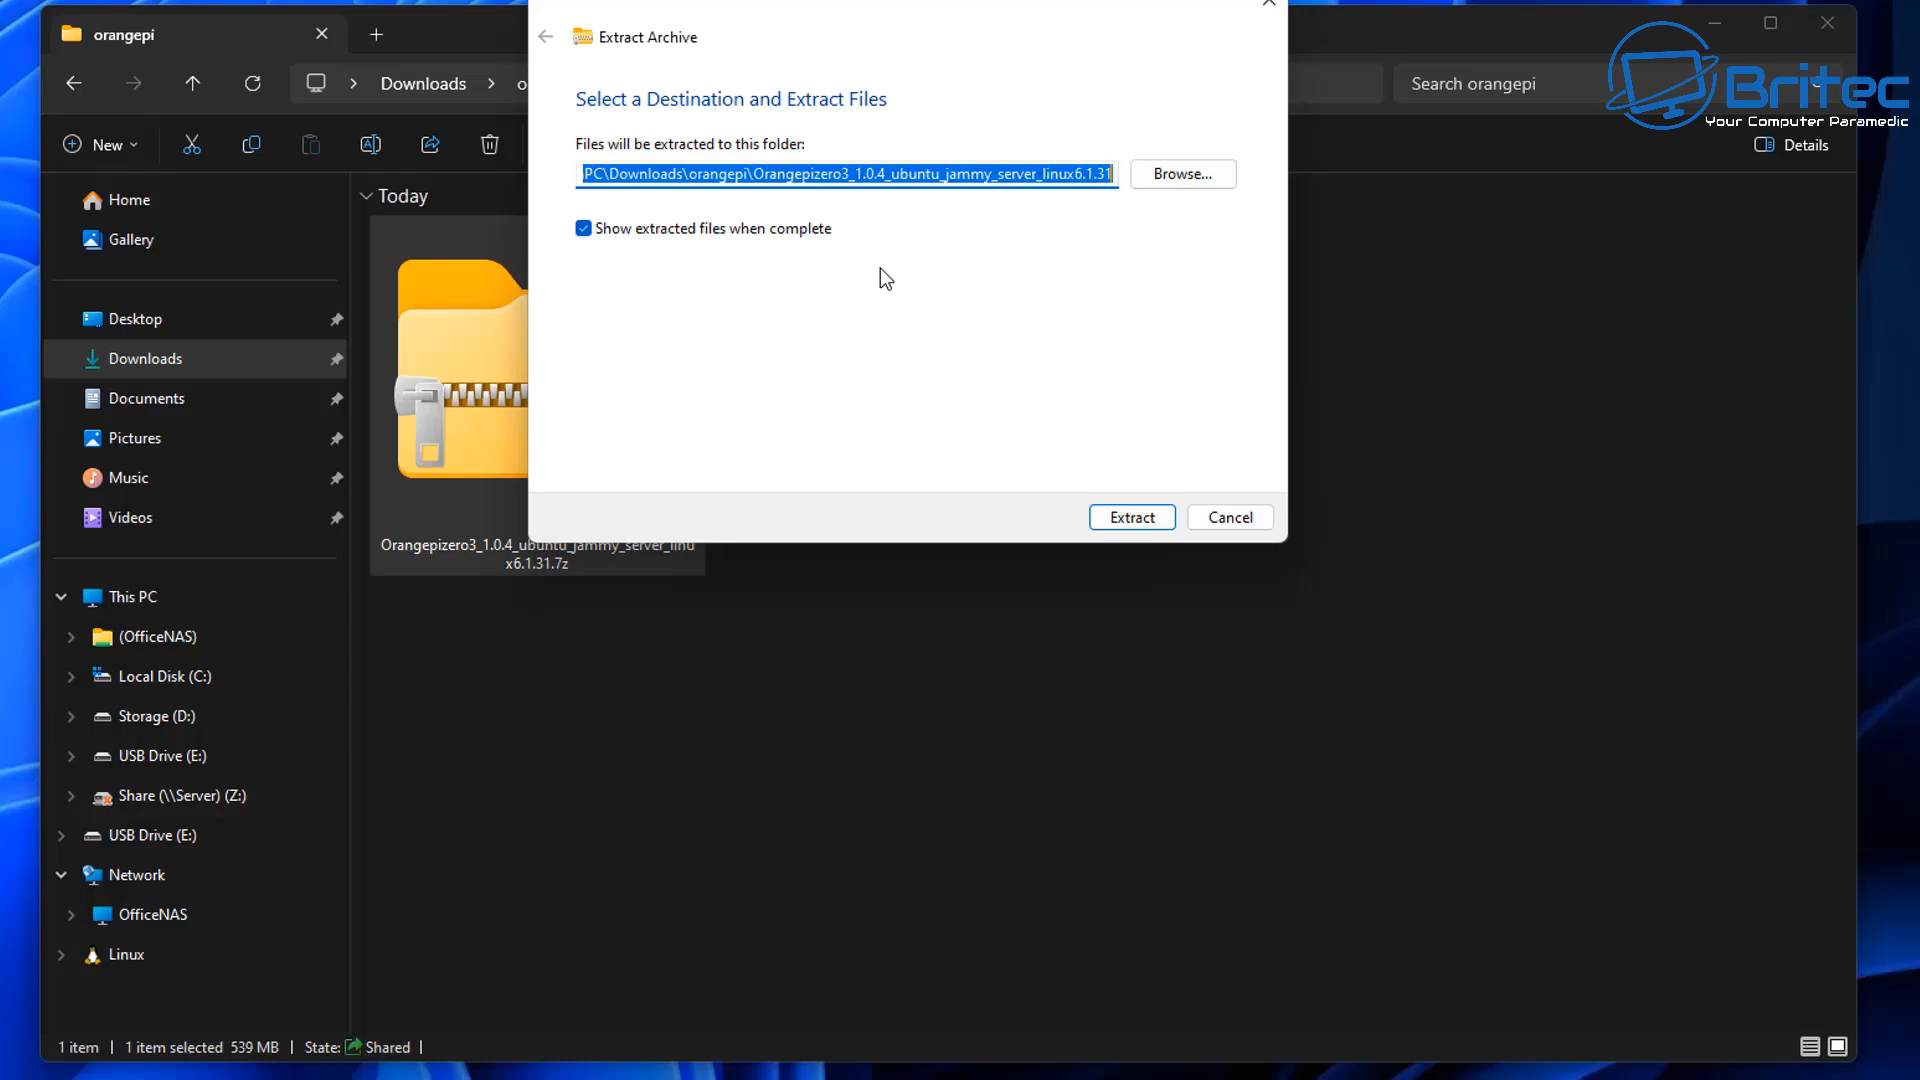 orangepi
Extract Archive
Downloads
Search orangepi
Britec
Your Computer Paramedic
Select a Destination and Extract Files
New
Details
Files will be extracted to this folder:
PC\Downloads\orangepi\Orangepizero3_1.0.4_ubuntu_jammy_server_linux6.1.31
Browse...
Home
Today
Show extracted files when complete
Gallery
Desktop
Downloads
Documents
Pictures
Music
Videos
Extract
Cancel
Orangepizero3_1.0.4_ubuntu_jammy_server_linu
x6.1.31.7z
This PC
(OfficeNAS)
Local Disk (C:)
Storage (D:)
USB Drive (E:)
Share (\\Server) (Z:)
USB Drive (E:)
Network
OfficeNAS
Linux
1 item
1 item selected 539 MB
State: Shared